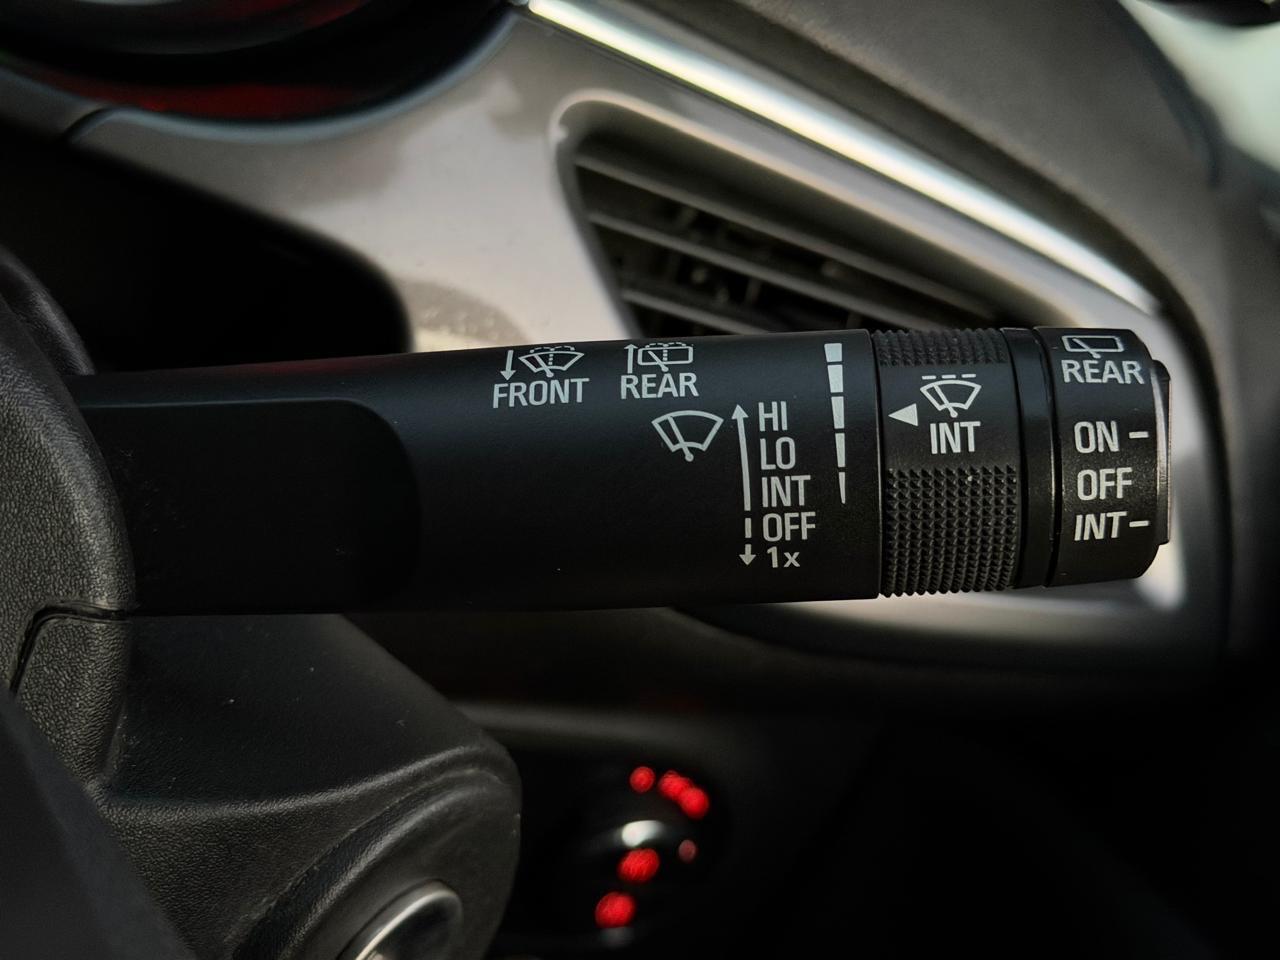 FRONT
REAR
HI
LO
INT
OFF
1x
INT
REAR
ON –
OFF
INT –